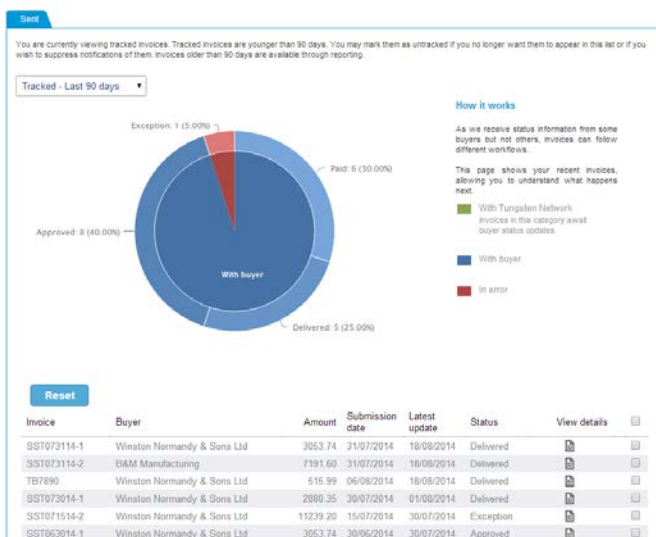 Sent
You are currently viewing tracked invoices. Tracked invoices are younger than 90 days. You may mark them as untracked if you no longer want them to appear in this list or if you
wish to suppress notifications of them. Invoices older than 90 days are available through reporting.
Tracked - Last 90 days
Exception: 1 (5.00%)
Paid: 6 (30.00%)
Approved: 8 (40.00%)
With buyer
Delivered: 5 (25.00%)
How it works
As we receive status information from some
buyers but not others, invoices can follow
different workflows.
This page shows your recent invoices,
allowing you to understand what happens
next.
With Tungsten Network
Invoices in this category await
buyer status updates
With buyer
In error
Reset
Invoice Buyer Amount Submission date Latest update Status View details
SST073114-1 Winston Normandy & Sons Ltd 3053.74 31/07/2014 18/08/2014 Delivered
SST073114-2 B&M Manufacturing 7191.60 31/07/2014 18/08/2014 Delivered
TB7890 Winston Normandy & Sons Ltd 515.99 06/08/2014 18/08/2014 Delivered
SST073014-1 Winston Normandy & Sons Ltd 2880.35 30/07/2014 01/08/2014 Delivered
SST071514-2 Winston Normandy & Sons Ltd 11239.20 15/07/2014 30/07/2014 Exception
SST063014-1 Winston Normandy & Sons Ltd 3053.74 30/06/2014 30/07/2014 Approved